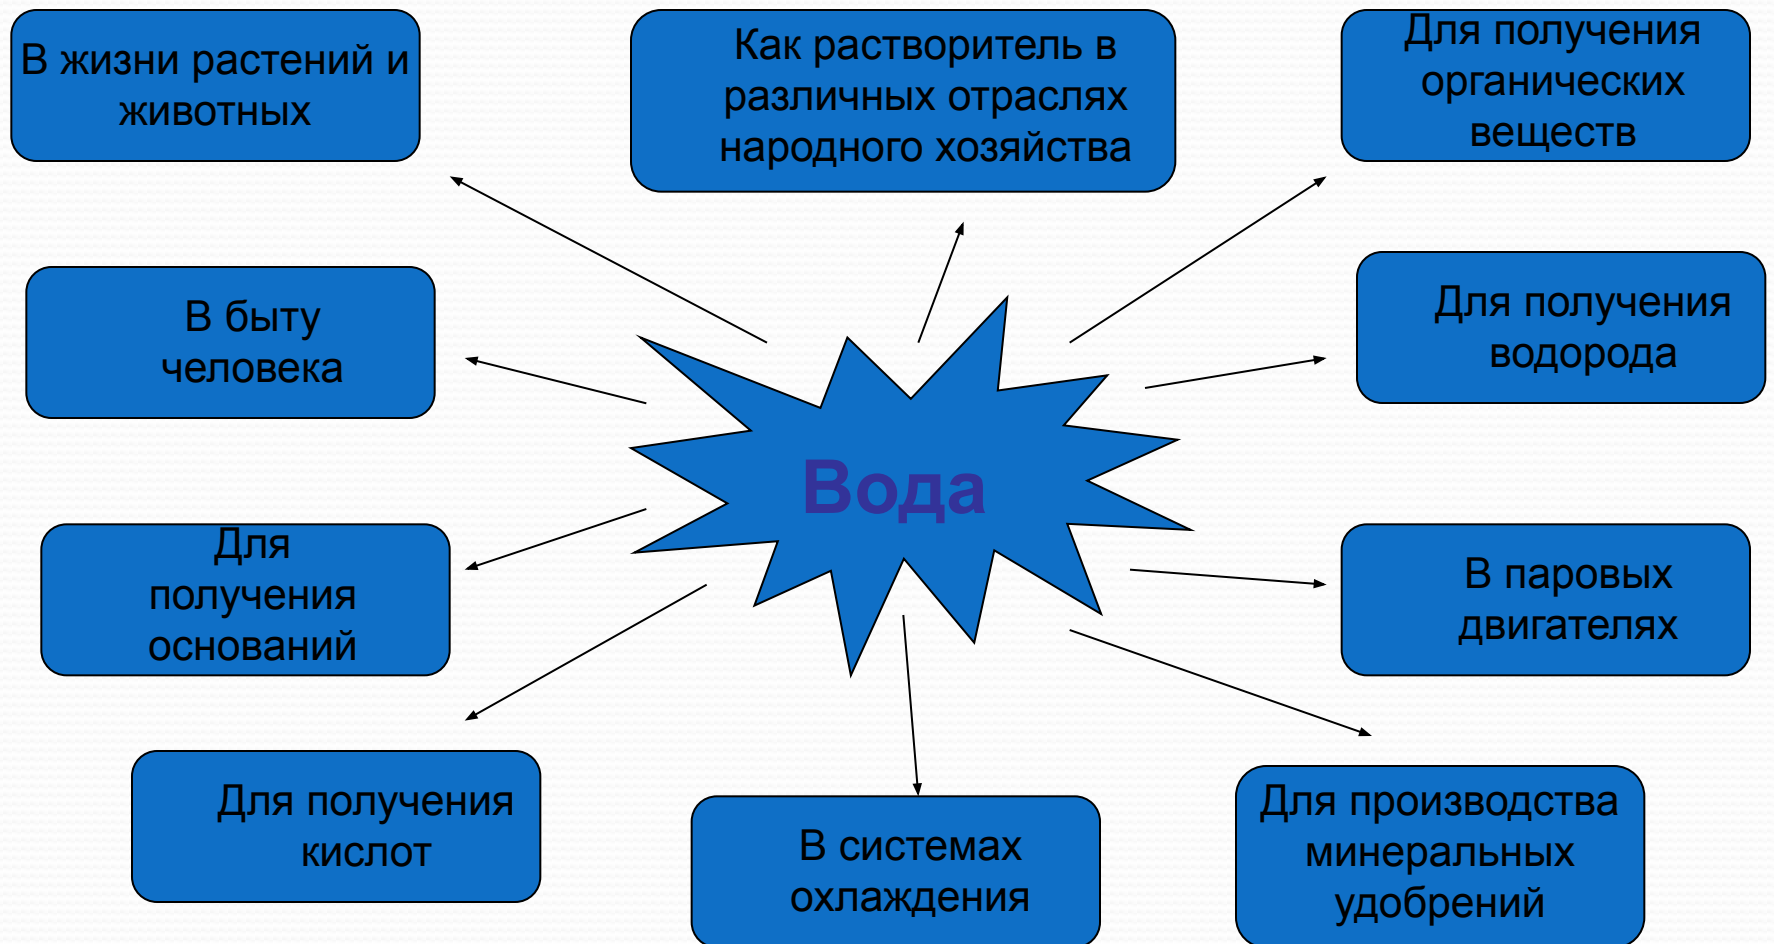 В жизни растений и
животных
Как растворитель в
различных отраслях
народного хозяйства
Для получения
органических
веществ
В быту
человека
Для получения
водорода
Вода
Для
получения
оснований
В паровых
двигателях
Для получения
кислот
В системах
охлаждения
Для производства
минеральных
удобрений